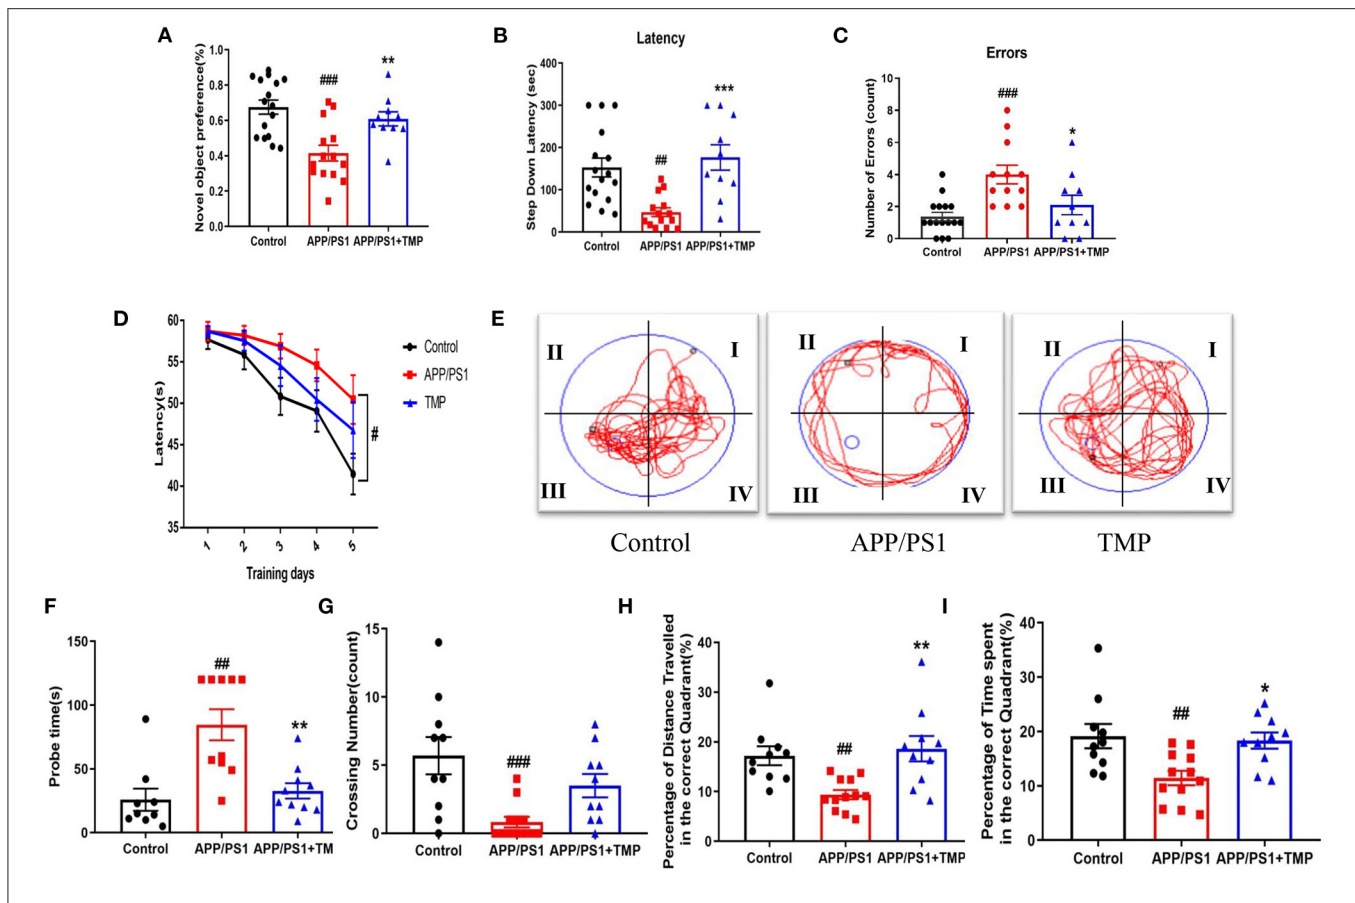 A
Novel object preference(%)
1.0
0.8
0.6
0.4
0.2
0.0
###
**
Control
APP/PS1
APP/PS1+TMP
B
Latency
Step Down Latency (sec)
400
300
200
100
0
##
***
Control
APP/PS1
APP/PS1+TMP
C
Errors
Number of Errors (count)
10
8
6
4
2
0
###
*
Control
APP/PS1
APP/PS1+TMP
D
Latency(s)
60
55
50
45
40
35
1
2
3
4
5
Training days
Control
APP/PS1
TMP
#
E
II
I
III
IV
Control
II
I
III
IV
APP/PS1
II
I
III
IV
TMP
F
Probe time(s)
150
100
50
0
##
**
Control
APP/PS1
APP/PS1+TM
G
Crossing Number(count)
15
10
5
0
###
Control
APP/PS1
APP/PS1+TMP
H
Percentage of Distance Travelled
in the correct Quadrant(%)
40
30
20
10
0
##
**
Control
APP/PS1
APP/PS1+TMP
I
Percentage of Time spent
in the correct Quadrant(%)
40
30
20
10
0
##
*
Control
APP/PS1
APP/PS1+TMP